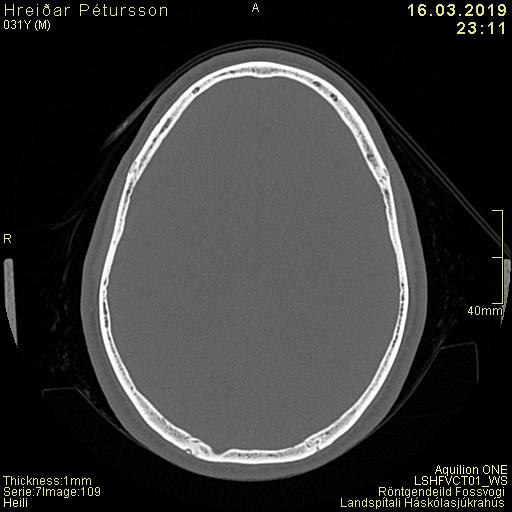 Hreiðar Pétursson
031Y (M)
A
16.03.2019
23:11
R
40mm
Thickness:1mm
Serie:7Image:109
Heili
Aquilion ONE
LSHFVCT01_WS
Röntgendeild Fossvogi
Landspítali Háskólasjúkrahús